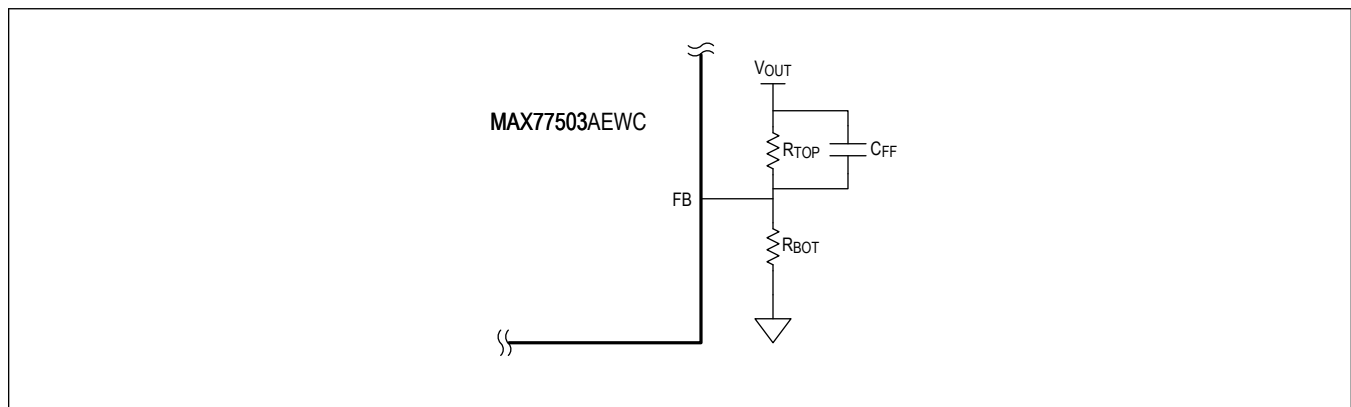 VOUT
MAX77503AEWC
RTOP
CFF
FB
RBOT